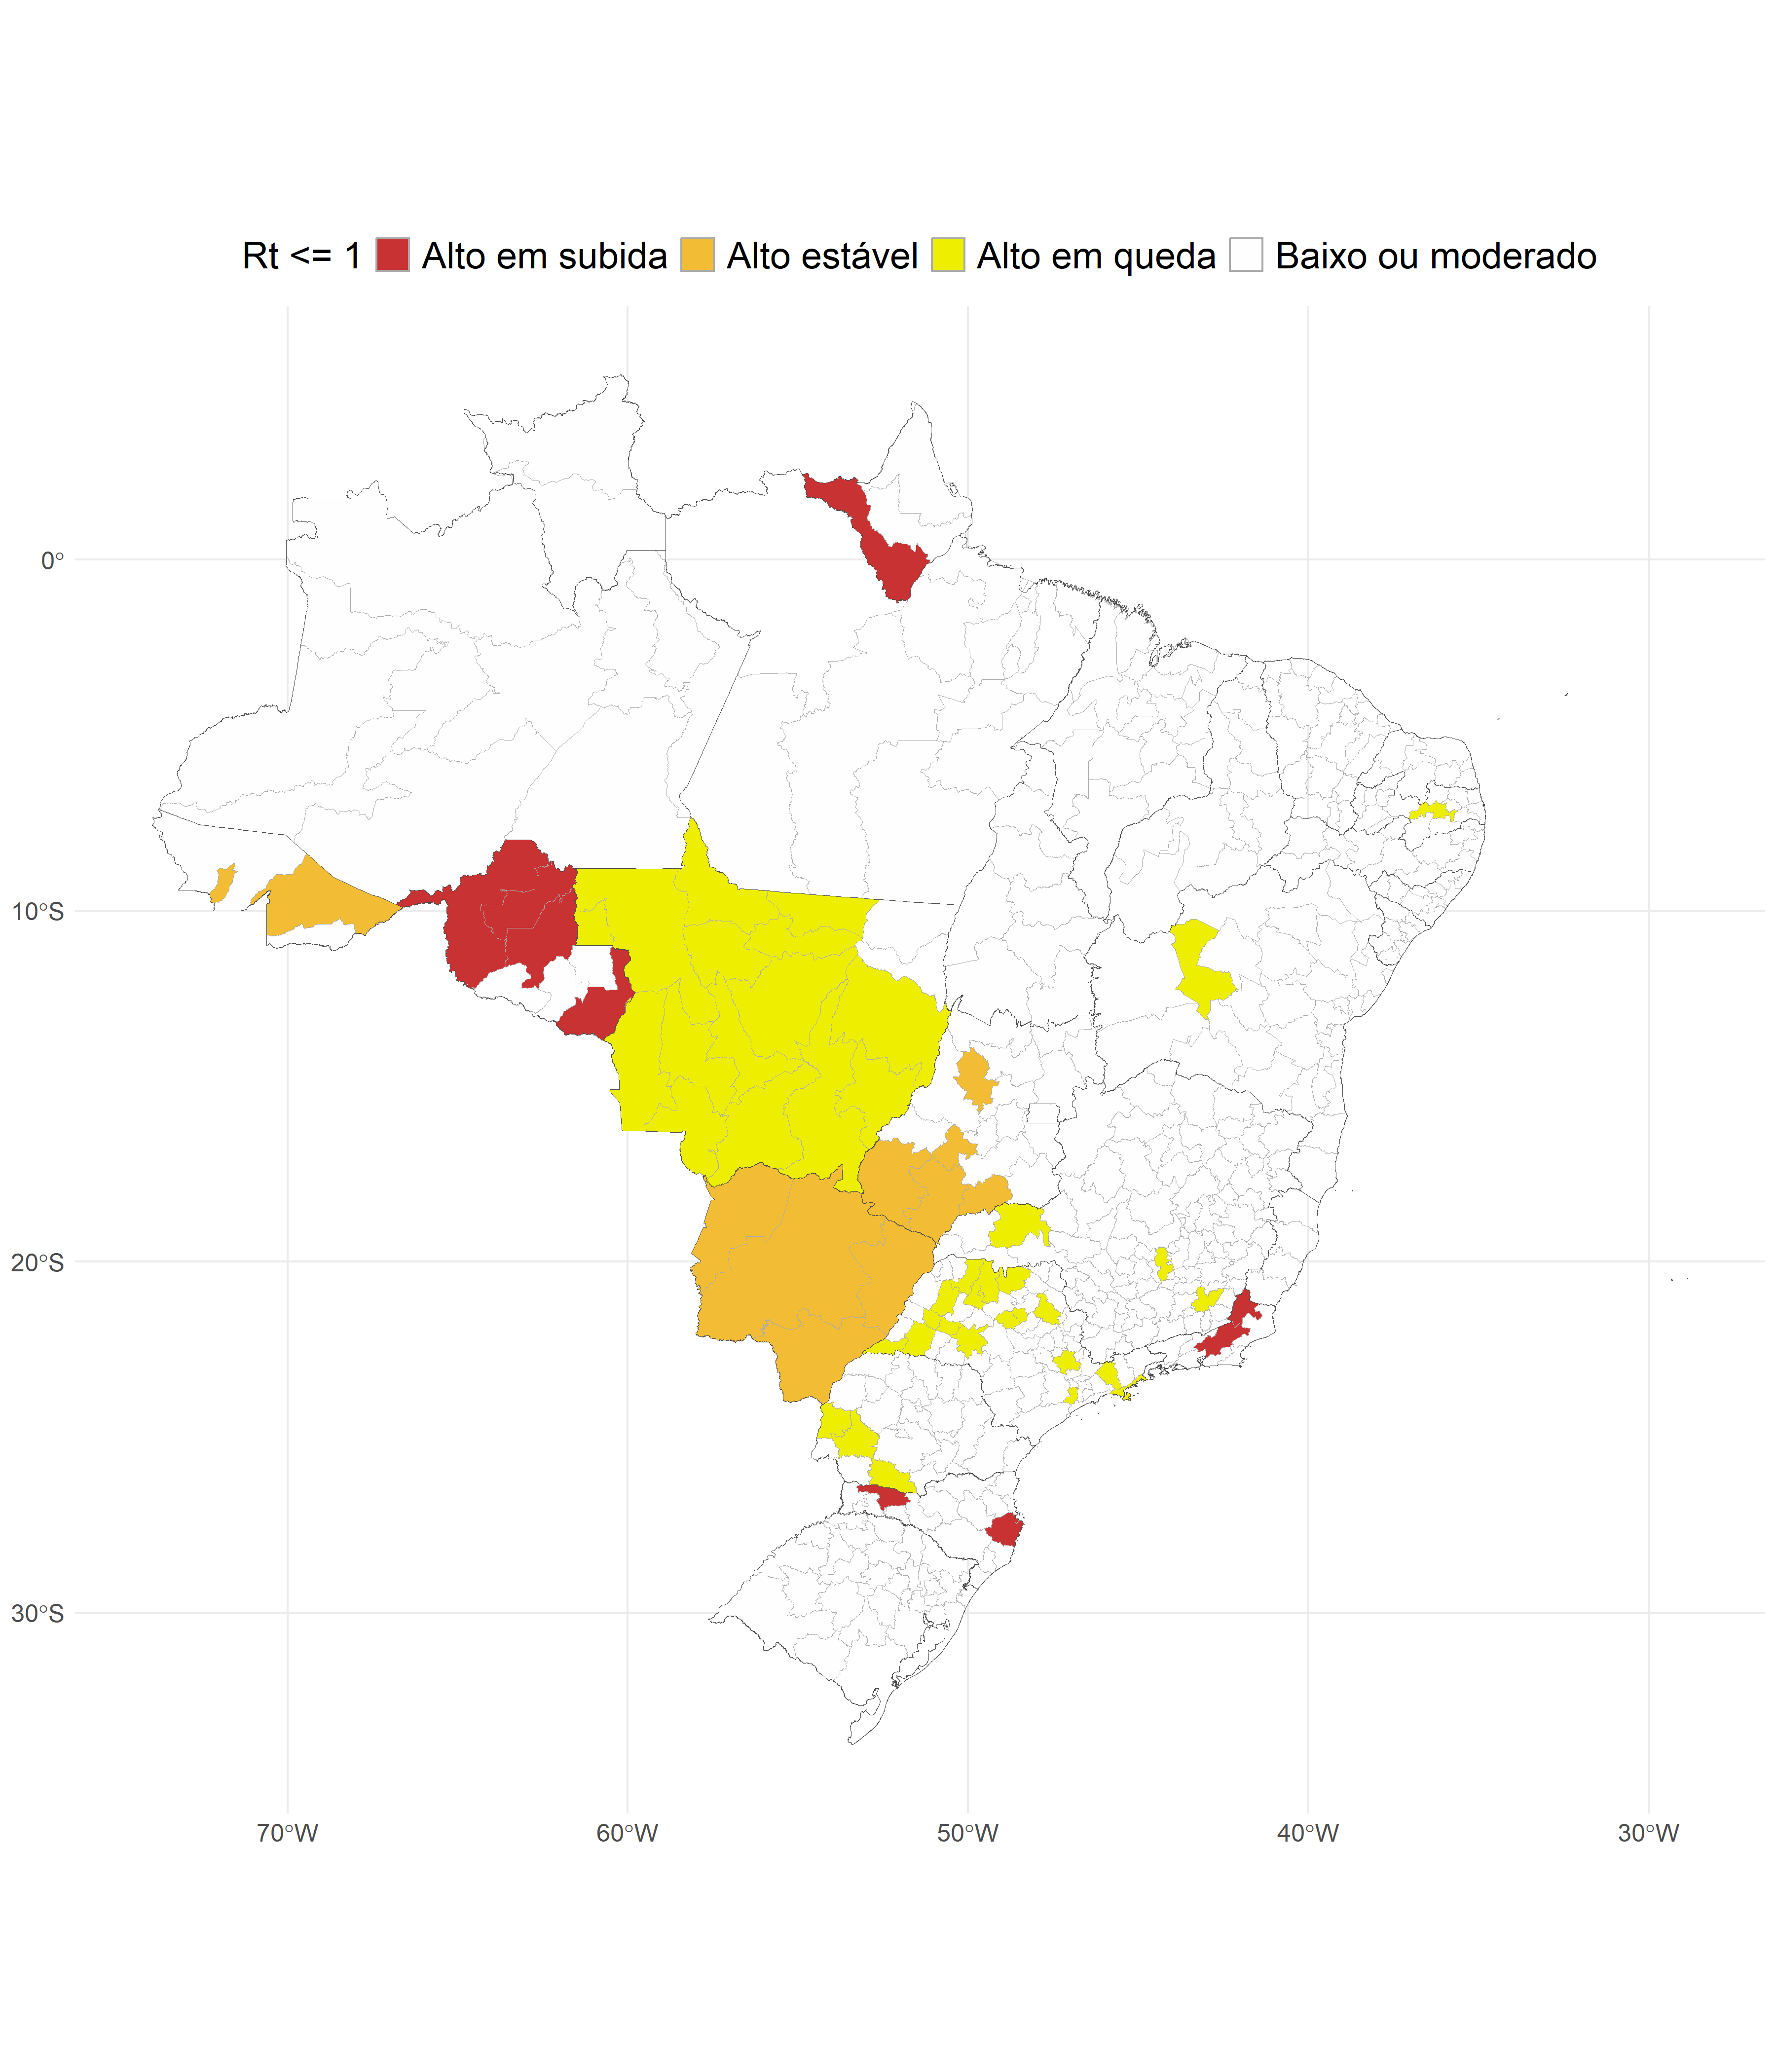 Rt <= 1 Alto em subida Alto estável Alto em queda Baixo ou moderado
0°
10°S
20°S
30°S
70°W 60°W 50°W 40°W 30°W